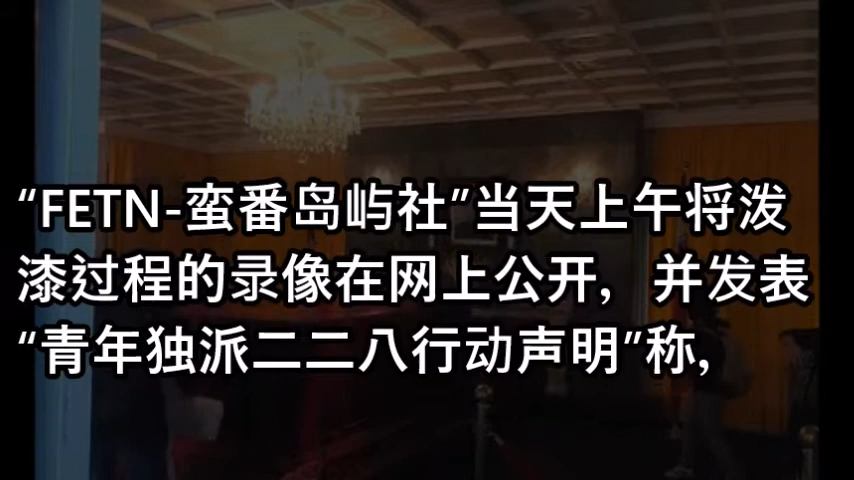 “FETN-蛮番岛屿社”当天上午将泼
漆过程的录像在网上公开，并发表
“青年独派二二八行动声明”称，